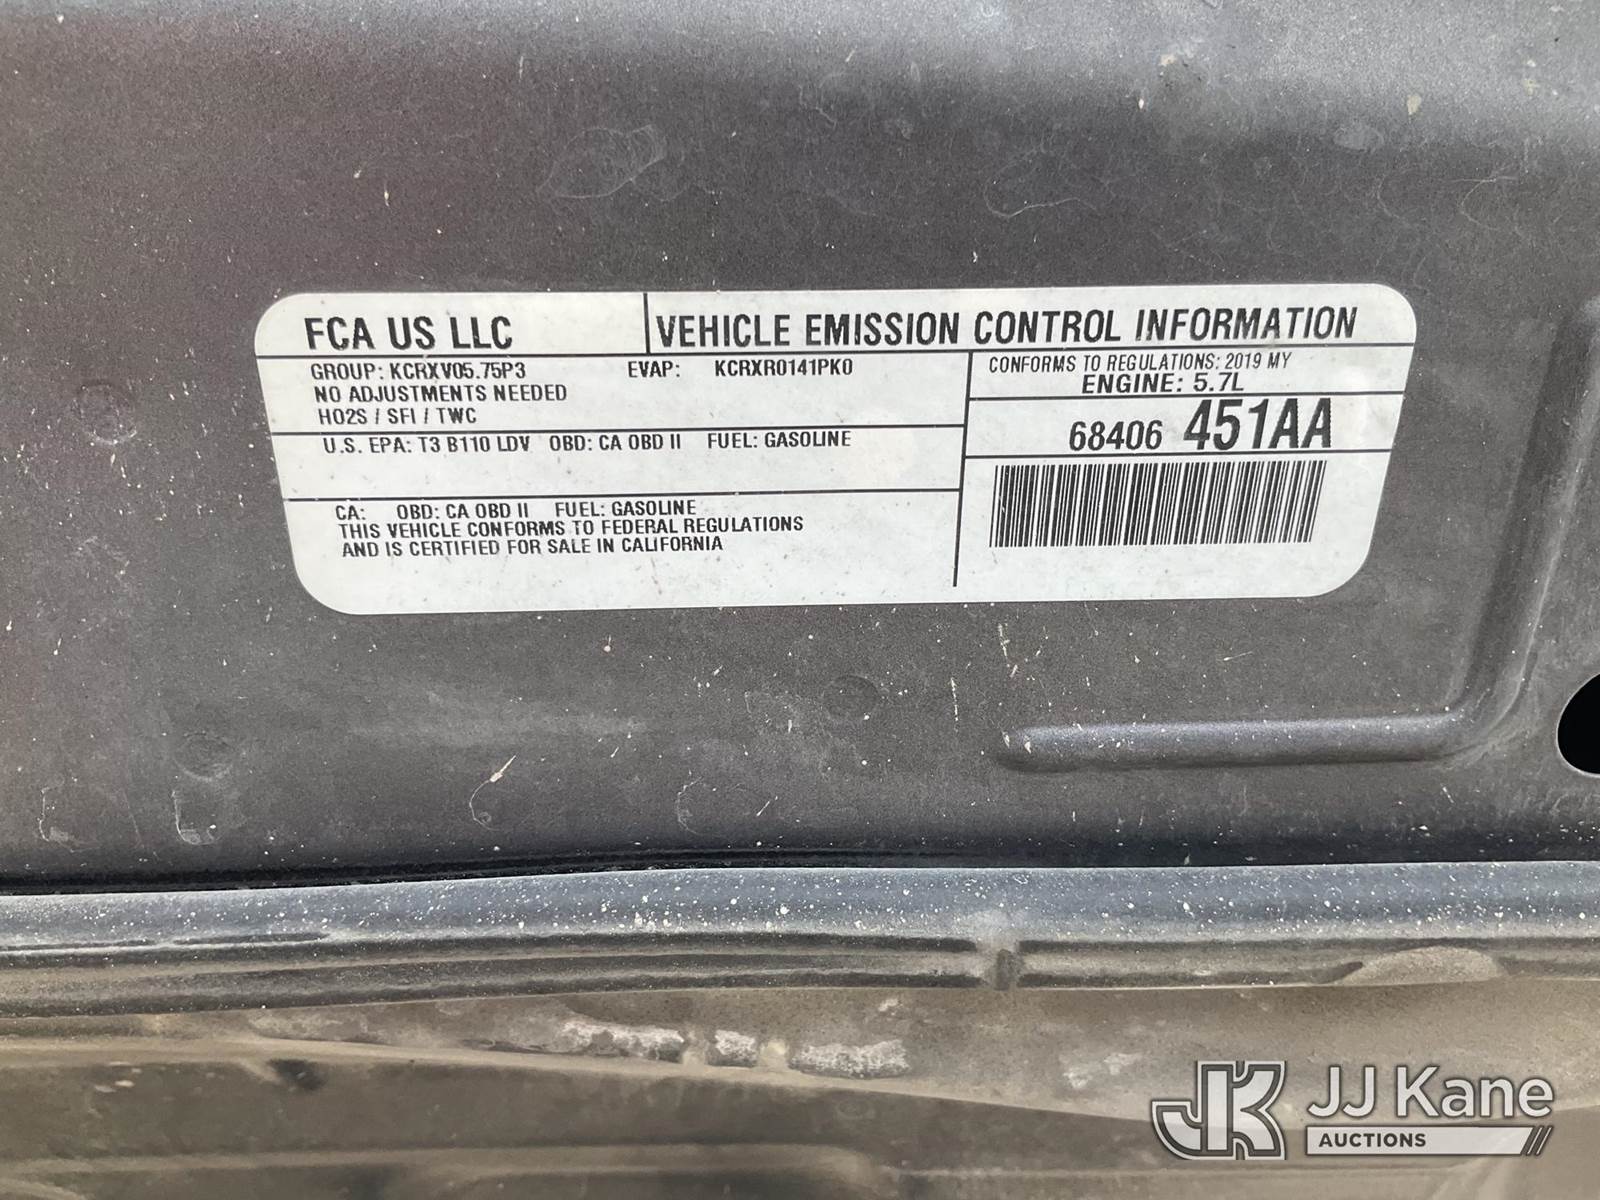 FCA US LLC
VEHICLE EMISSION CONTROL INFORMATION
GROUP: KCRXV05.75P3 EVAP: KCRXR0141PK0
NO ADJUSTMENTS NEEDED
HO2S / SFI / TWC
CONFORMS TO REGULATIONS: 2019 MY
ENGINE: 5.7L
68406 451AA
U.S. EPA: T3 B110 LDV OBD: CA OBD II FUEL: GASOLINE
CA: OBD: CA OBD II FUEL: GASOLINE
THIS VEHICLE CONFORMS TO FEDERAL REGULATIONS
AND IS CERTIFIED FOR SALE IN CALIFORNIA
JK JJ Kane
AUCTIONS